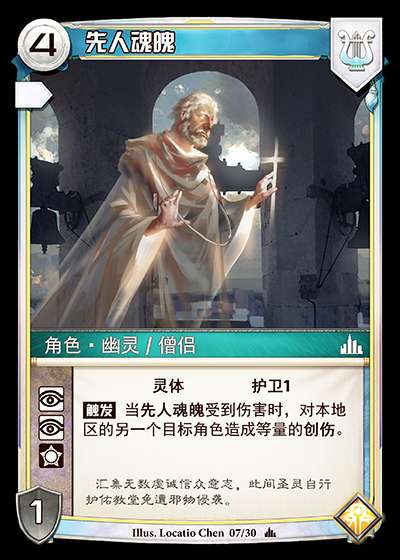 4 先人魂魄
角色·幽灵 / 僧侣
灵体 护卫1
触发 当先人魂魄受到伤害时，对本地
区的另一个目标角色造成等量的创伤。
汇集无数虔诚信众意志，此间圣灵自行
护佑教堂免遭邪物侵袭。
1
Illus. Locatio Chen 07/30